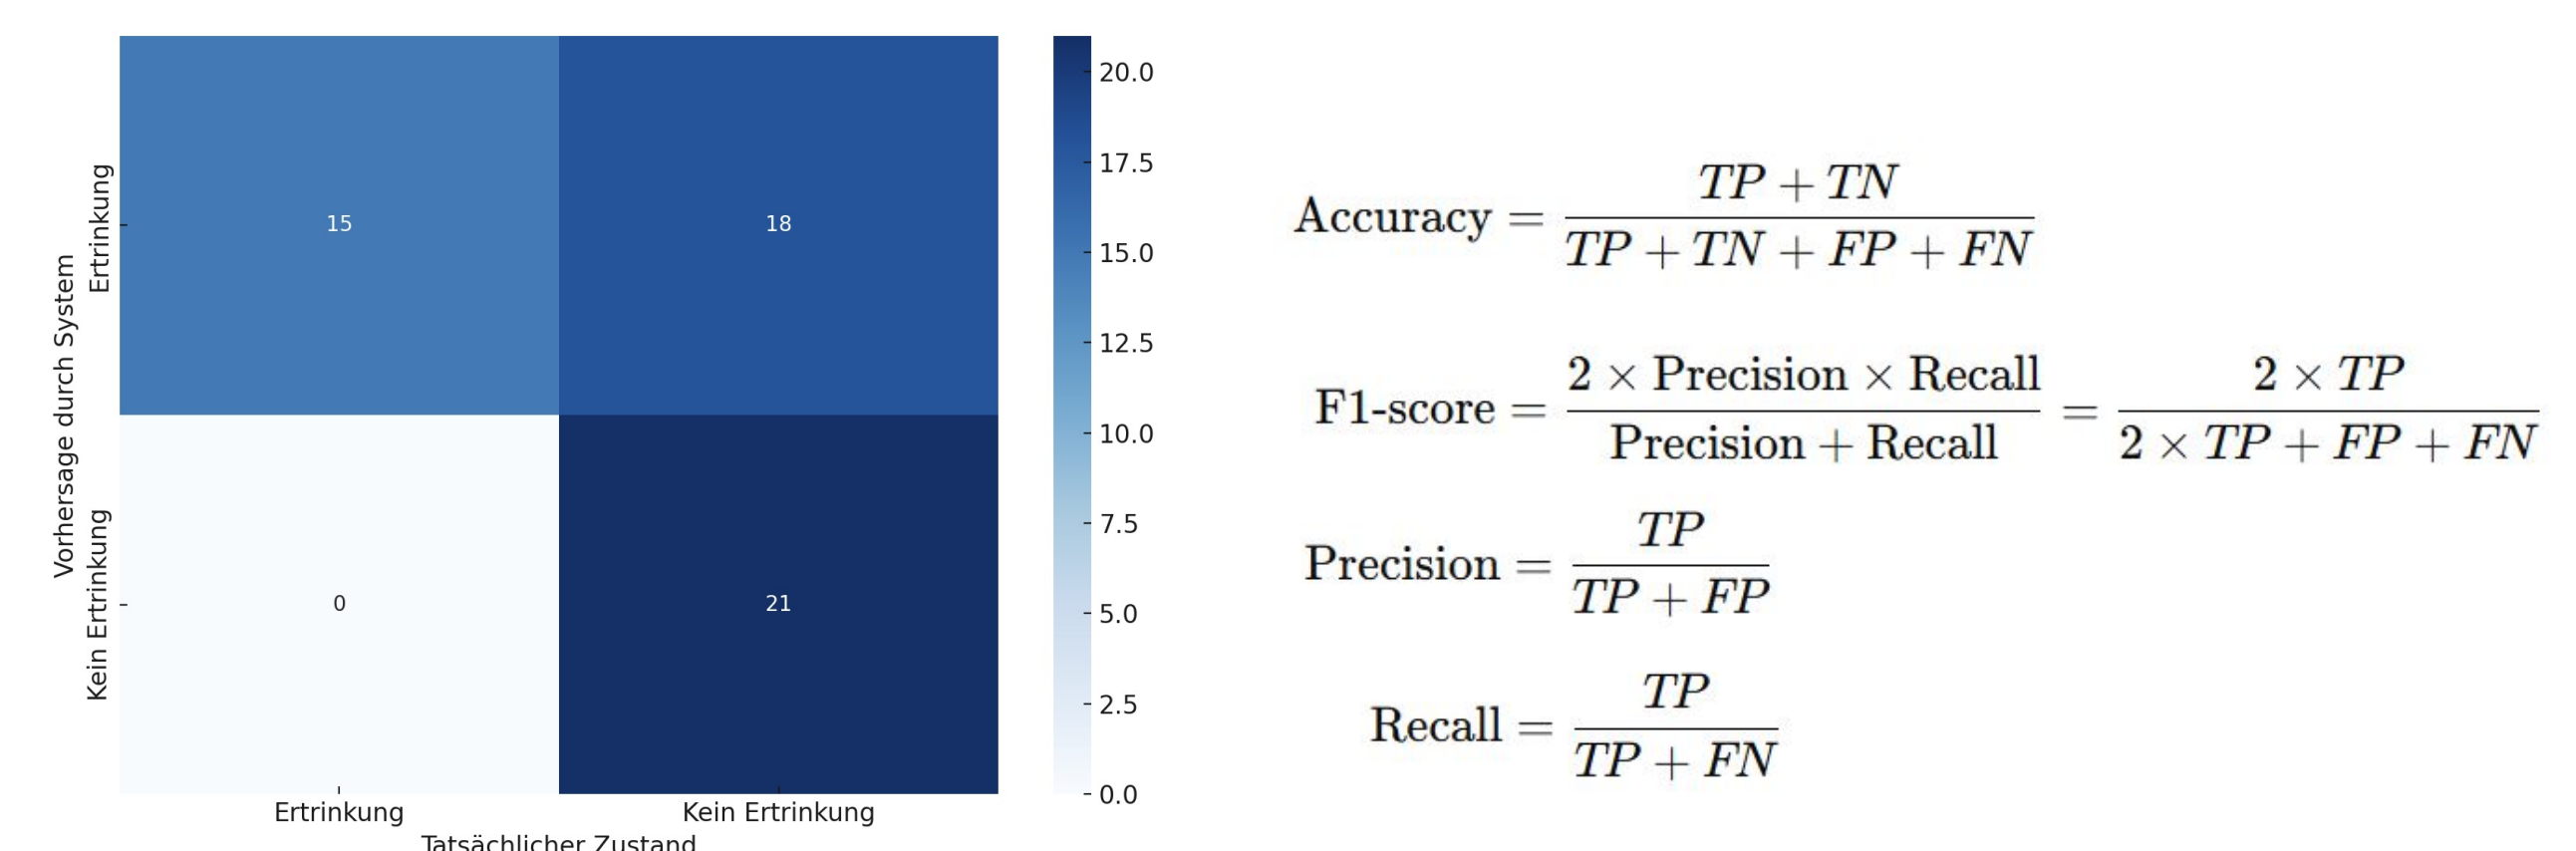 Vorhersage durch System
Ertrinkung
Kein Ertrinkung
15
18
0
21
Ertrinkung
Kein Ertrinkung
Tatsächlicher Zustand
20.0
17.5
15.0
12.5
10.0
7.5
5.0
2.5
0.0
Accuracy = TP + TN / TP + TN + FP + FN
F1-score = 2 × Precision × Recall / Precision + Recall = 2 × TP / 2 × TP + FP + FN
Precision = TP / TP + FP
Recall = TP / TP + FN